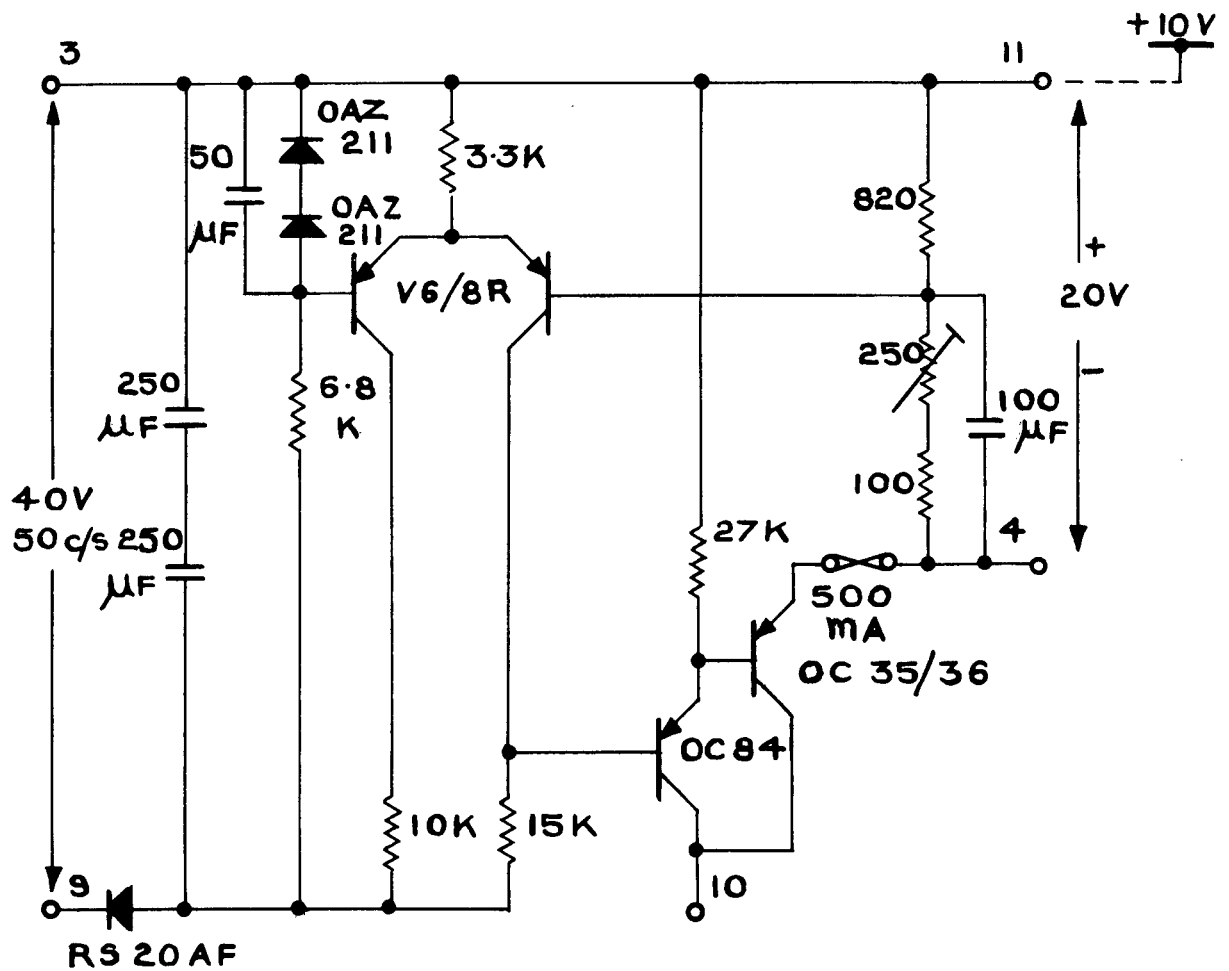 +10V
3
11
OAZ
211
50
µF
3·3K
820
OAZ
211
V6/8R
+
20V
−
250
250
µF
6·8
K
100
µF
100
4
40V
50 c/s
250
µF
27K
500
mA
OC 35/36
OC84
10K
15K
9
10
RS 20AF